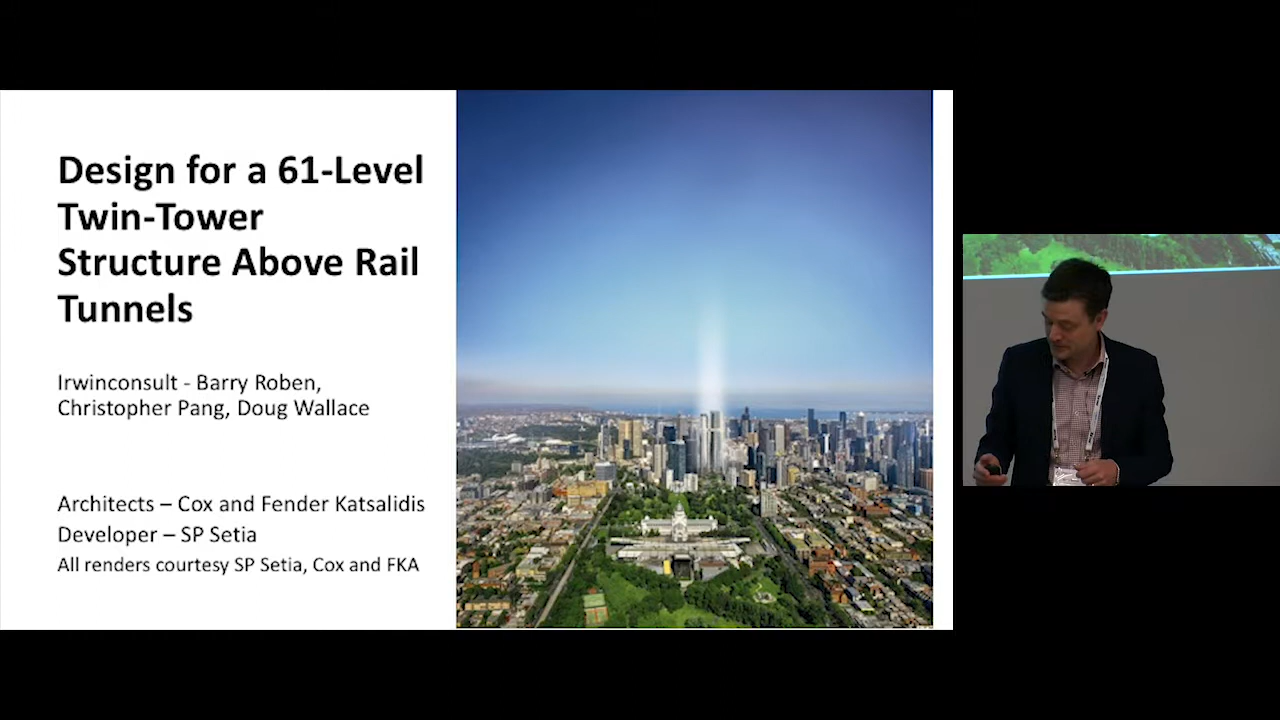 Design for a 61-Level
Twin-Tower
Structure Above Rail
Tunnels
Irwinconsult - Barry Roben,
Christopher Pang, Doug Wallace
Architects – Cox and Fender Katsalidis
Developer – SP Setia
All renders courtesy SP Setia, Cox and FKA